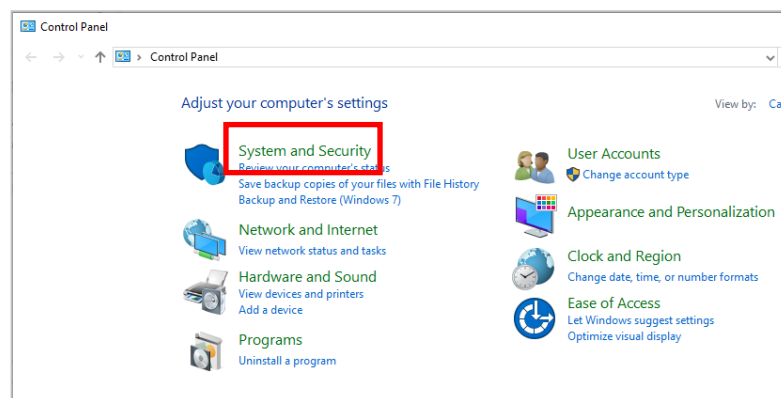 Control Panel
Control Panel
Adjust your computer's settings
View by:
System and Security
Review your computer's status
Save backup copies of your files with File History
Backup and Restore (Windows 7)
Network and Internet
View network status and tasks
Hardware and Sound
View devices and printers
Add a device
Programs
Uninstall a program
User Accounts
Change account type
Appearance and Personalization
Clock and Region
Change date, time, or number formats
Ease of Access
Let Windows suggest settings
Optimize visual display